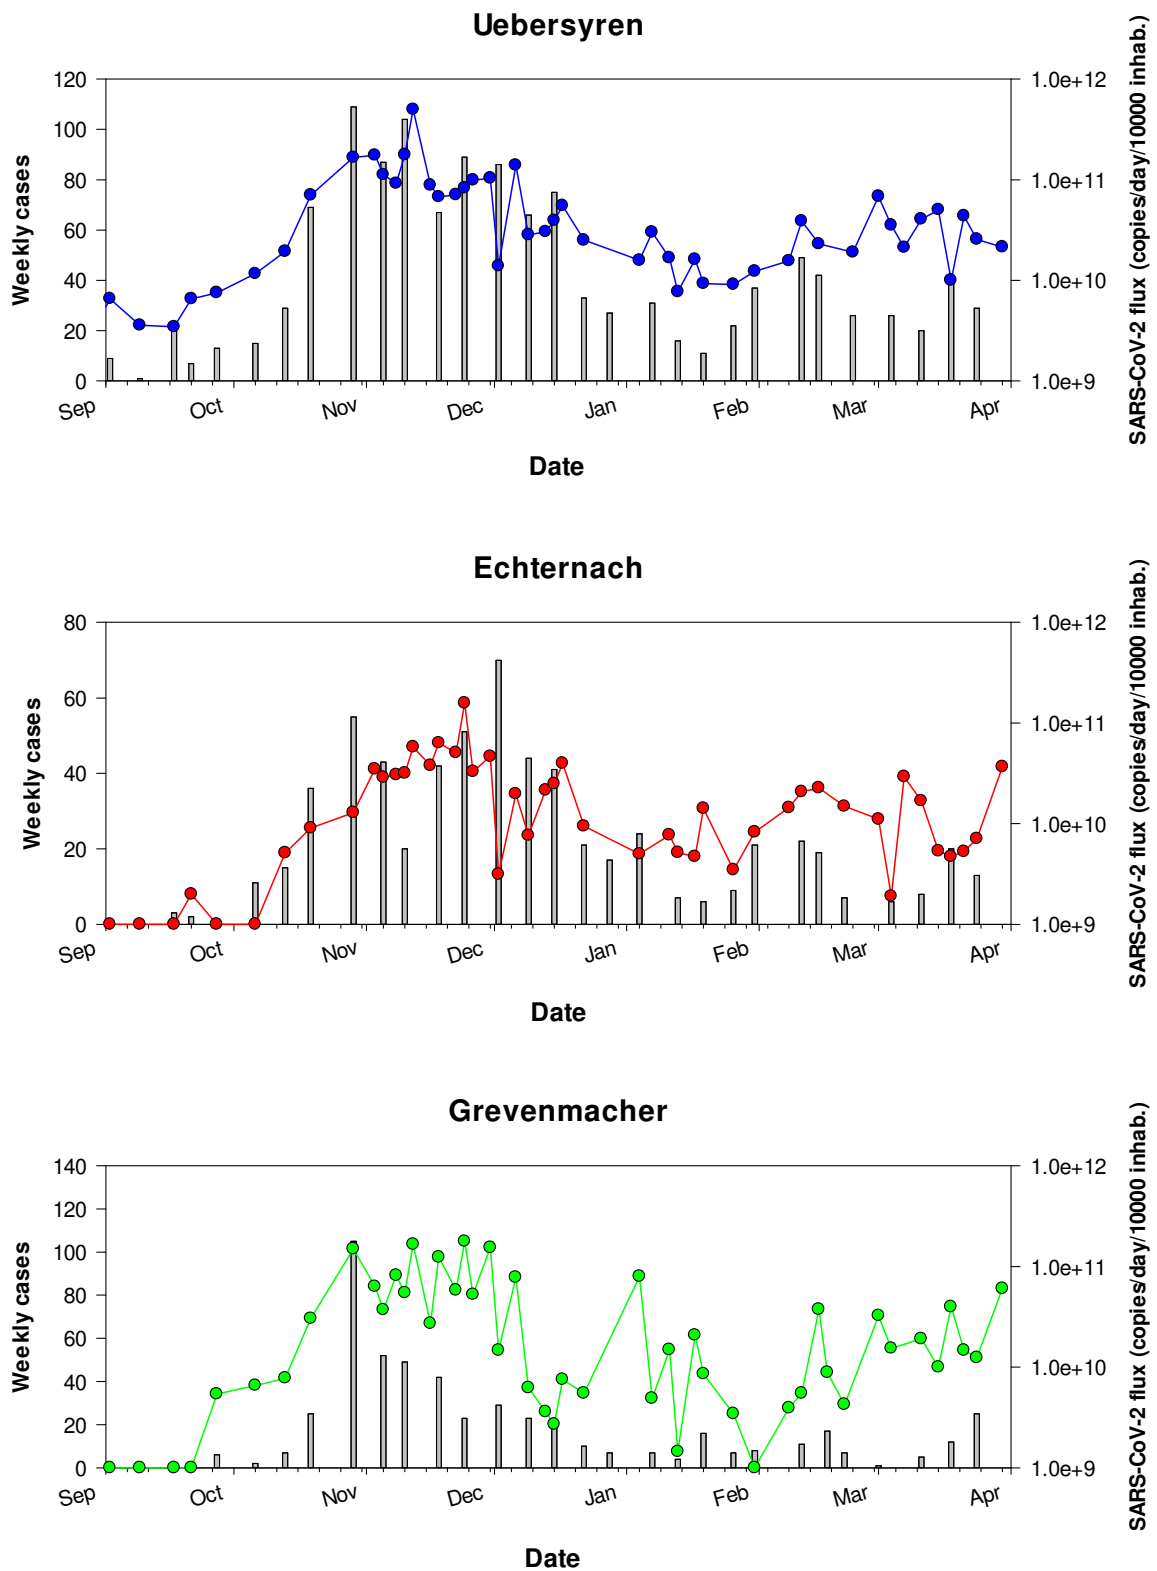 Uebersyren
Weekly cases
120
100
80
60
40
20
0
1.0e+12
1.0e+11
1.0e+10
1.0e+9
SARS-CoV-2 flux (copies/day/10000 inhab.)
Sep Oct Nov Dec Jan Feb Mar Apr
Date
Echternach
Weekly cases
80
60
40
20
0
1.0e+12
1.0e+11
1.0e+10
1.0e+9
SARS-CoV-2 flux (copies/day/10000 inhab.)
Sep Oct Nov Dec Jan Feb Mar Apr
Date
Grevenmacher
Weekly cases
140
120
100
80
60
40
20
0
1.0e+12
1.0e+11
1.0e+10
1.0e+9
SARS-CoV-2 flux (copies/day/10000 inhab.)
Sep Oct Nov Dec Jan Feb Mar Apr
Date